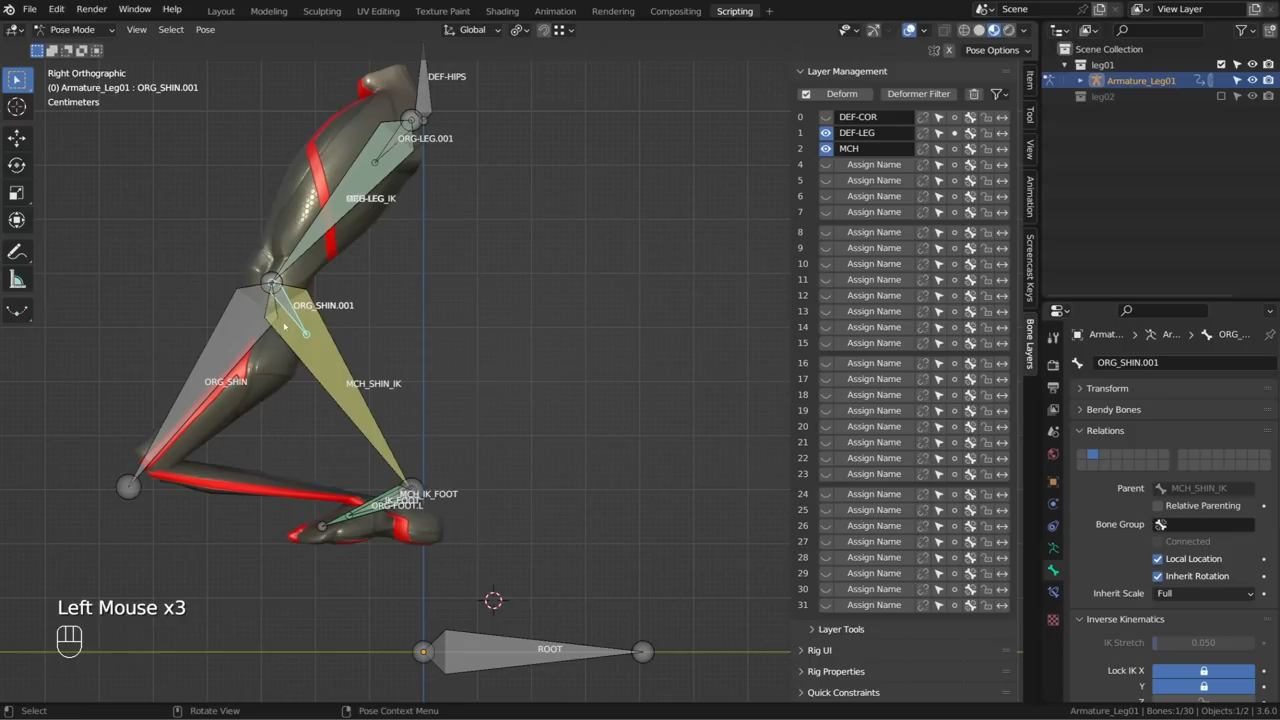 File Edit Render Window Help Layout Modeling Sculpting UV Editing Texture Paint Shading Animation Rendering Compositing Scripting + Scene View Layer
Pose Mode View Select Pose Global
Pose Options
Right Orthographic
(0) Armature_Leg01 : ORG_SHIN.001
Centimeters
DEF-HIPS
ORG-LEG.001
ORG_SHIN.001
ORG_SHIN
MCH_SHIN_IK
MCH_IK_FOOT
ORG-FOOT.L
ROOT
Left Mouse x3
Layer Management
Deform Deformer Filter
0 DEF-COR
1 DEF-LEG
2 MCH
4 Assign Name
5 Assign Name
6 Assign Name
7 Assign Name
8 Assign Name
9 Assign Name
10 Assign Name
11 Assign Name
12 Assign Name
13 Assign Name
14 Assign Name
15 Assign Name
16 Assign Name
17 Assign Name
18 Assign Name
19 Assign Name
20 Assign Name
21 Assign Name
22 Assign Name
23 Assign Name
24 Assign Name
25 Assign Name
26 Assign Name
27 Assign Name
28 Assign Name
29 Assign Name
30 Assign Name
31 Assign Name
Layer Tools
Rig UI
Rig Properties
Quick Constraints
Item
Tool
View
Animation
Screencast Keys
Bone Layers
Scene Collection
leg01
Armature_Leg01
leg02
Armat... Ar... ORG_...
ORG_SHIN.001
Transform
Bendy Bones
Relations
Parent MCH_SHIN_IK
Relative Parenting
Bone Group
Connected
Local Location
Inherit Rotation
Inherit Scale Full
Inverse Kinematics
IK Stretch 0.050
Lock IK X
Y
Select Rotate View Pose Context Menu Armature_Leg01 | Bones:1/30 | Objects:1/2 | 3.6.0